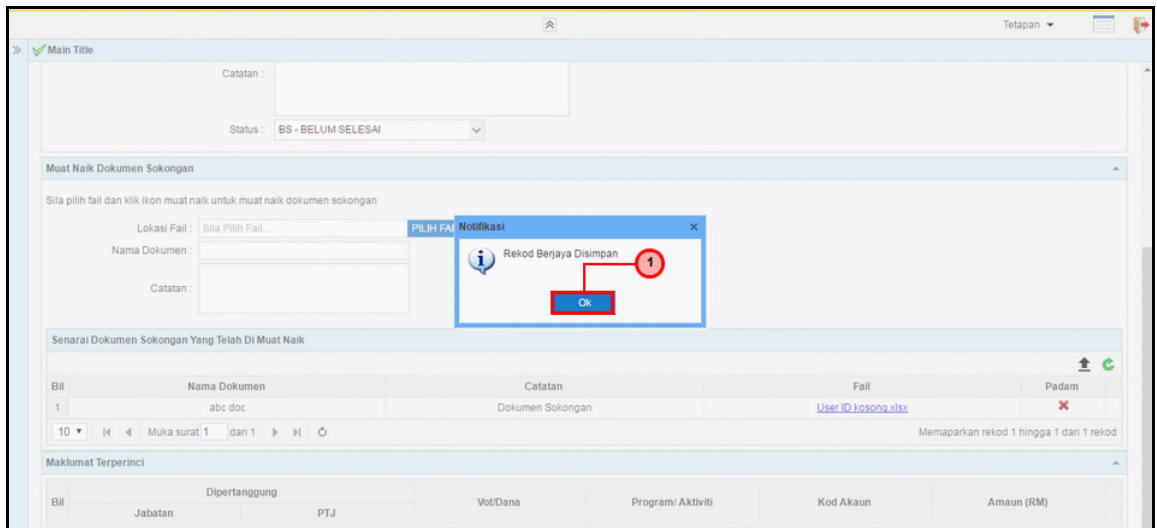 Tetapan
Main Title
Catatan :
Status : BS - BELUM SELESAI
Muat Naik Dokumen Sokongan
Sila pilih fail dan klik ikon muat naik untuk muat naik dokumen sokongan
Lokasi Fail : Sila Pilih Fail... PILIH FAI
Nama Dokumen :
Catatan :
Notifikasi x
Rekod Berjaya Disimpan
1
Ok
Senarai Dokumen Sokongan Yang Telah Di Muat Naik
Bil Nama Dokumen Catatan Fail Padam
1 abc doc Dokumen Sokongan User ID kosong.xlsx
10 Muka surat 1 dari 1 Memaparkan rekod 1 hingga 1 dari 1 rekod
Maklumat Terperinci
Bil Dipertanggung Vot/Dana Program/ Aktiviti Kod Akaun Amaun (RM)
Jabatan PTJ